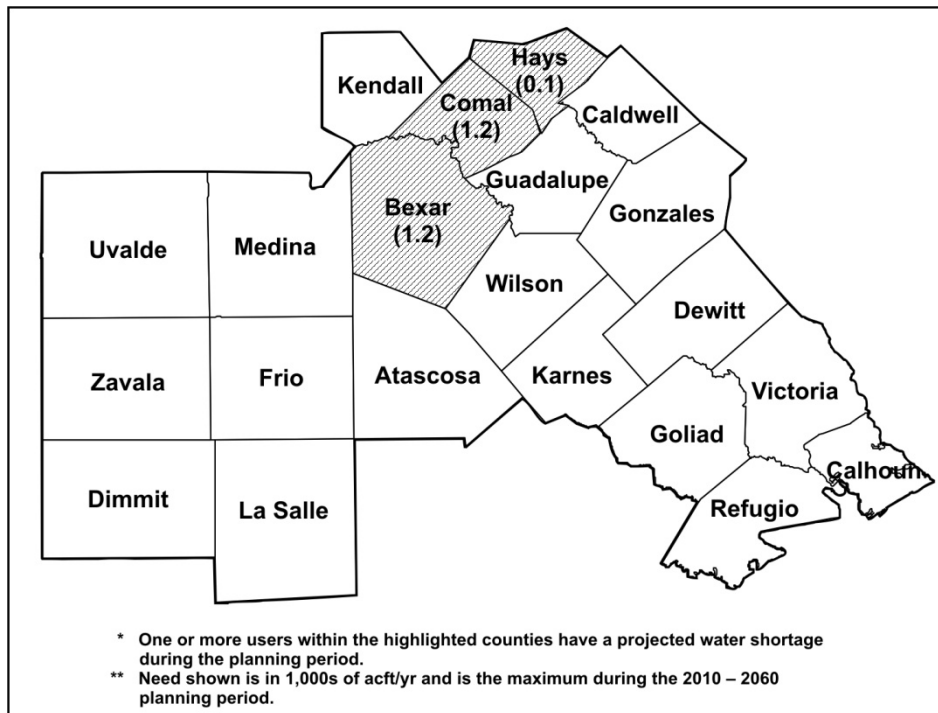 Hays
(0.1)
Kendall
Comal
(1.2)
Caldwell
Guadalupe
Bexar
(1.2)
Gonzales
Uvalde
Medina
Wilson
Dewitt
Zavala
Frio
Atascosa
Karnes
Victoria
Goliad
Calhoun
Dimmit
La Salle
Refugio
* One or more users within the highlighted counties have a projected water shortage
during the planning period.
** Need shown is in 1,000s of acft/yr and is the maximum during the 2010 – 2060
planning period.